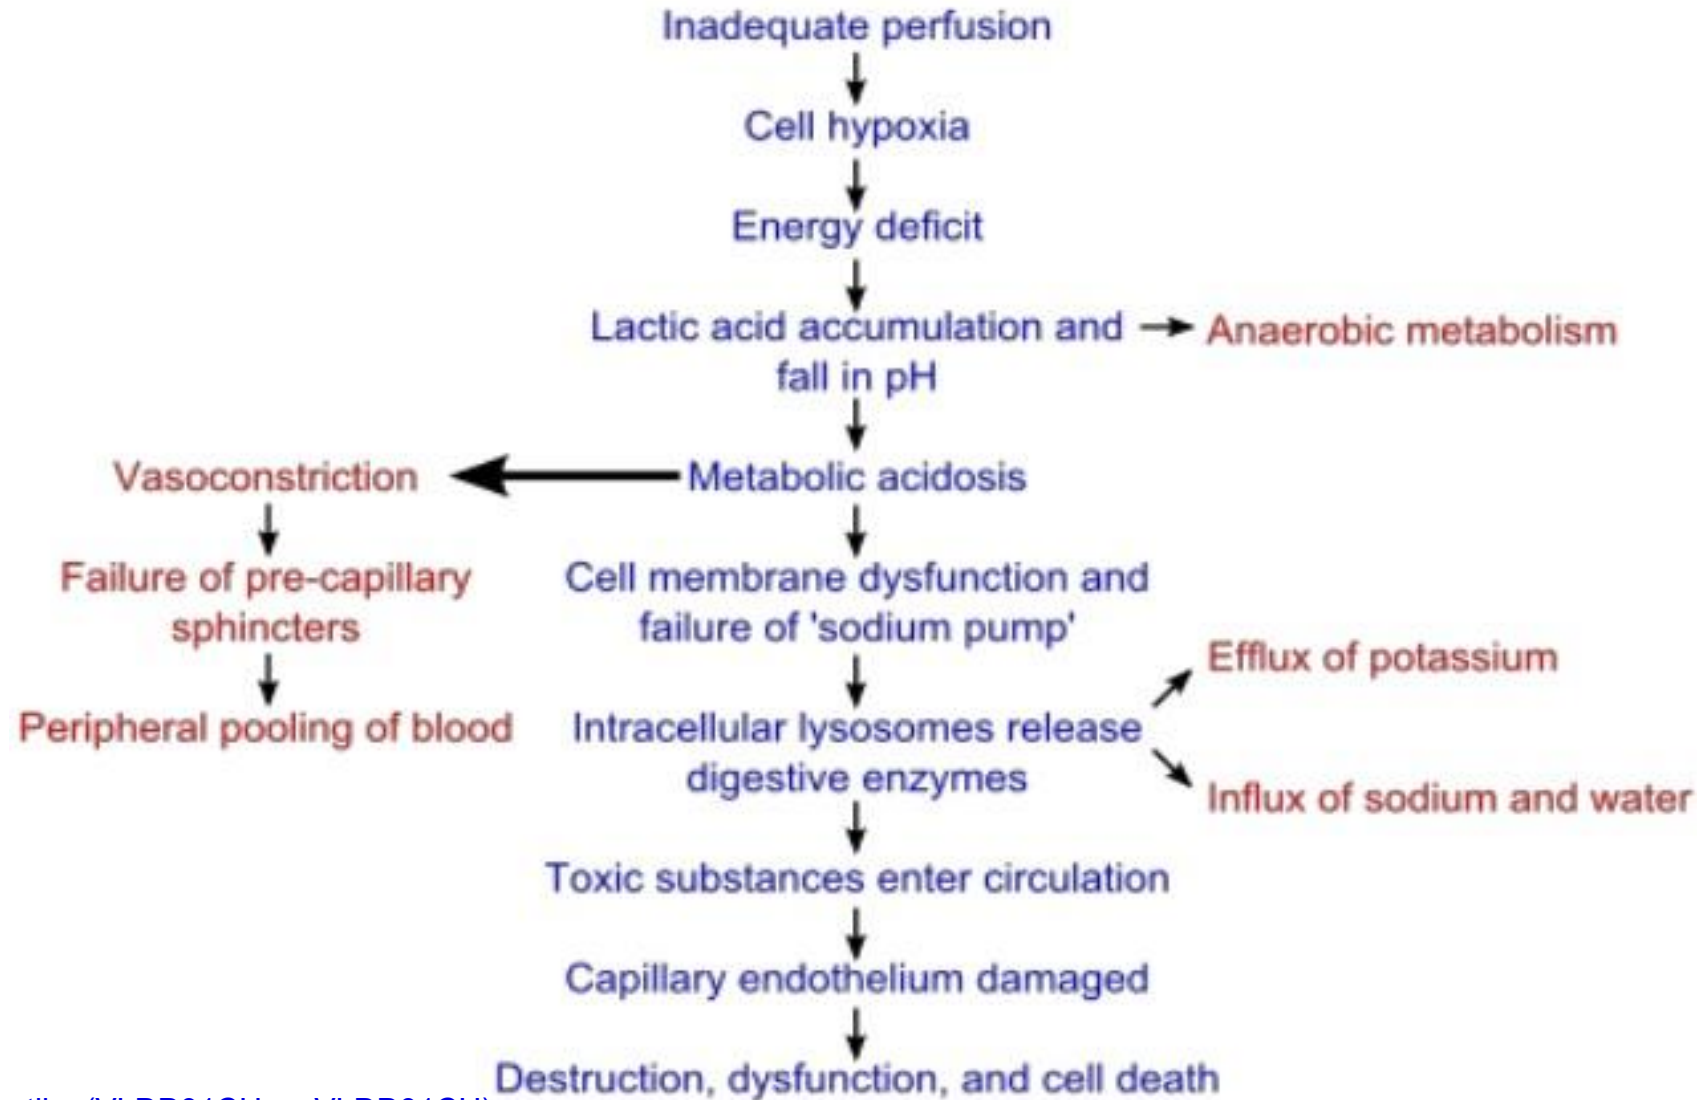 Inadequate perfusion
Cell hypoxia
Energy deficit
Lactic acid accumulation and
fall in pH
Anaerobic metabolism
Vasoconstriction
Metabolic acidosis
Failure of pre-capillary
sphincters
Cell membrane dysfunction and
failure of 'sodium pump'
Efflux of potassium
Peripheral pooling of blood
Intracellular lysosomes release
digestive enzymes
Influx of sodium and water
Toxic substances enter circulation
Capillary endothelium damaged
Destruction, dysfunction, and cell death